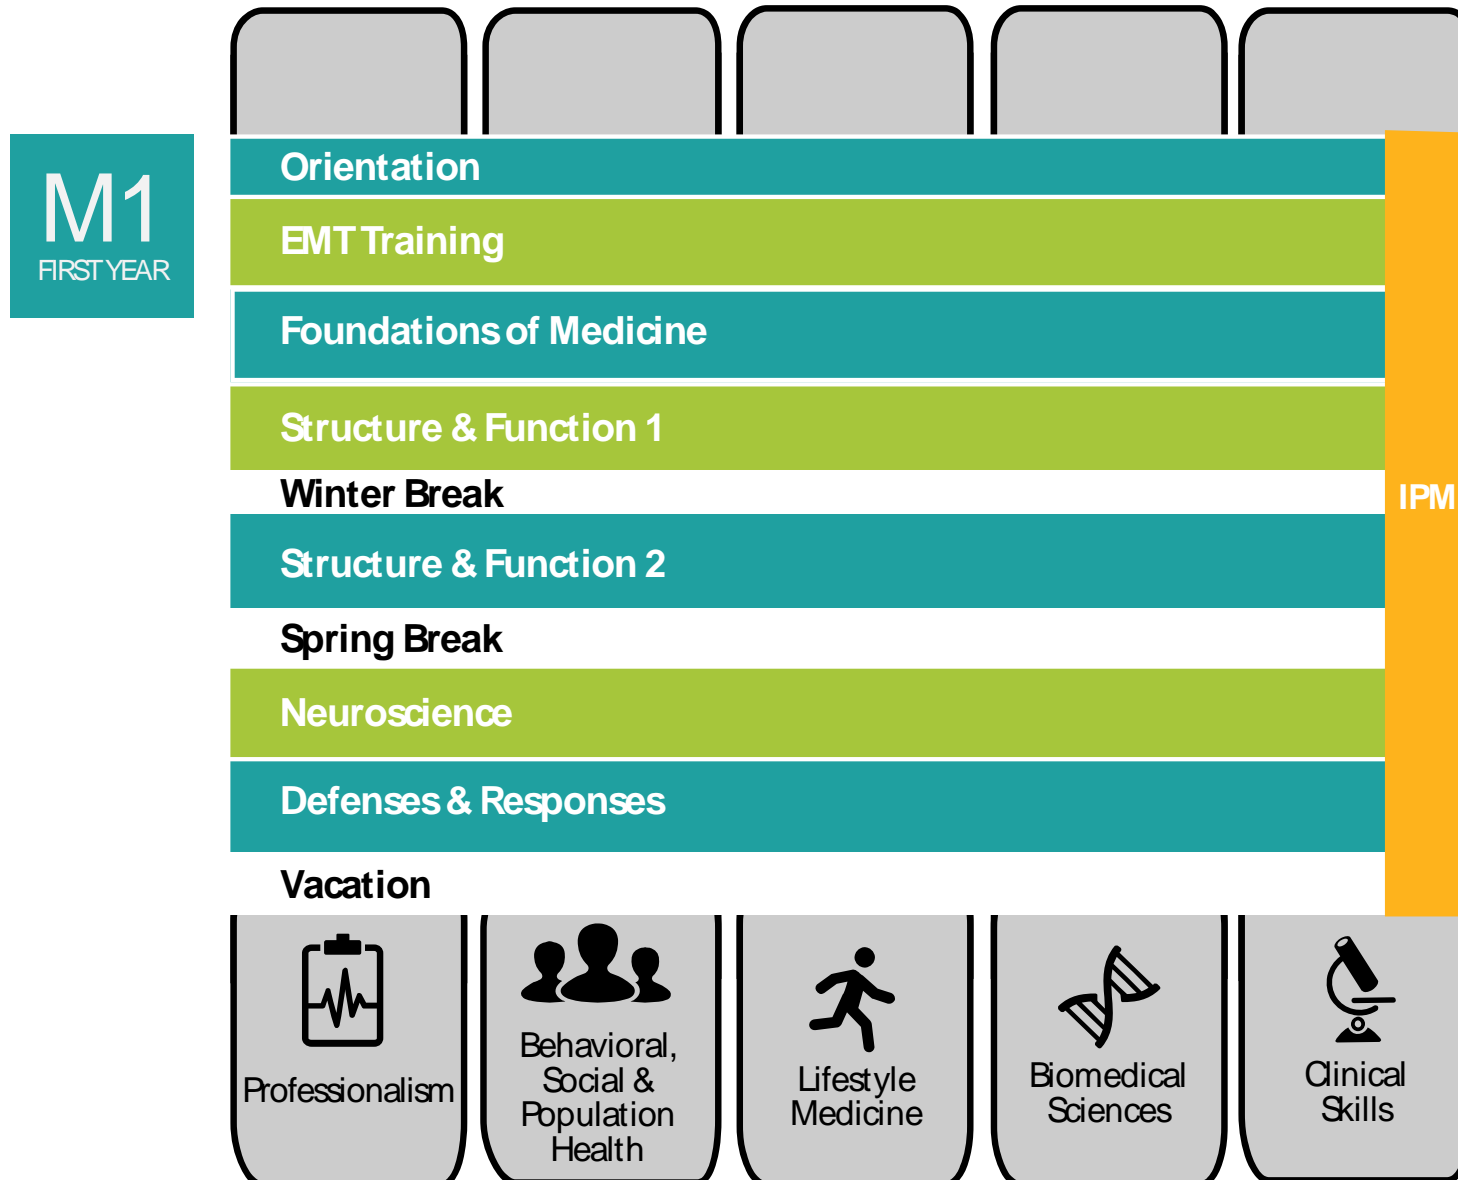 M1
FIRST YEAR
Orientation
EMT Training
Foundations of Medicine
Structure & Function 1
Winter Break
IPM
Structure & Function 2
Spring Break
Neuroscience
Defenses & Responses
Vacation
Professionalism
Behavioral,
Social &
Population
Health
Lifestyle
Medicine
Biomedical
Sciences
Clinical
Skills